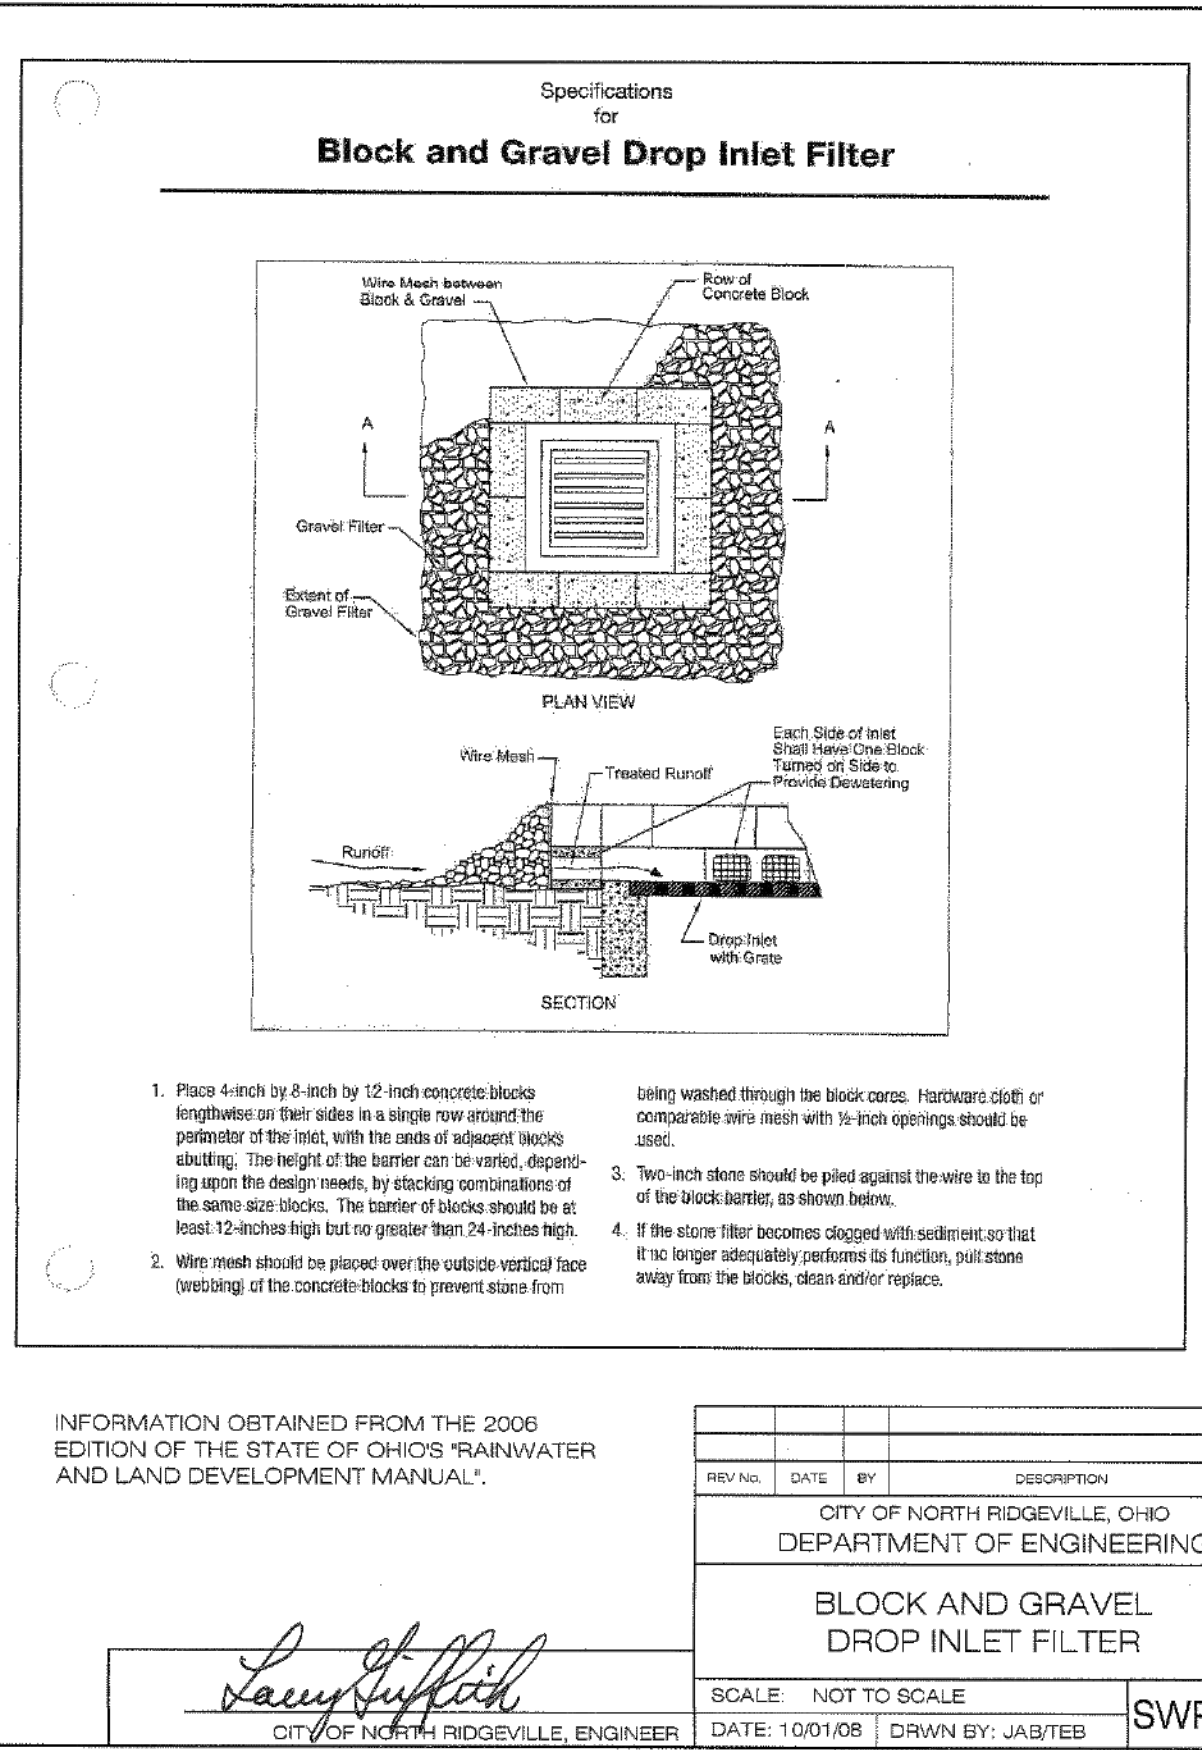 Specifications
for
Block and Gravel Drop Inlet Filter
Wire Mesh between
Block & Gravel
Row of
Concrete Block
A
A
Gravel Filter
Extent of
Gravel Filter
PLAN VIEW
Each Side of Inlet
Shall Have One Block
Turned on Side to
Provide Dewatering
Wire Mesh
Treated Runoff
Runoff
Drop Inlet
with Grate
SECTION
1. Place 4-inch by 8-inch by 12-inch concrete blocks
lengthwise on their sides in a single row around the
perimeter of the inlet, with the ends of adjacent blocks
abutting. The height of the barrier can be varied, depend-
ing upon the design needs, by stacking combinations of
the same size blocks. The barrier of blocks should be at
least 12-inches high but no greater than 24-inches high.
2. Wire mesh should be placed over the outside vertical face
(webbing) of the concrete blocks to prevent stone from
being washed through the block cores. Hardware cloth or
comparable wire mesh with ½-inch openings should be
used.
3. Two-inch stone should be piled against the wire to the top
of the block barrier, as shown below.
4. If the stone filter becomes clogged with sediment so that
it no longer adequately performs its function, pull stone
away from the blocks, clean and/or replace.
INFORMATION OBTAINED FROM THE 2006
EDITION OF THE STATE OF OHIO'S "RAINWATER
AND LAND DEVELOPMENT MANUAL".
REV No. DATE BY DESCRIPTION
CITY OF NORTH RIDGEVILLE, OHIO
DEPARTMENT OF ENGINEERING
BLOCK AND GRAVEL
DROP INLET FILTER
Larry Griffith
CITY OF NORTH RIDGEVILLE, ENGINEER
SCALE: NOT TO SCALE
DATE: 10/01/08 DRWN BY: JAB/TEB